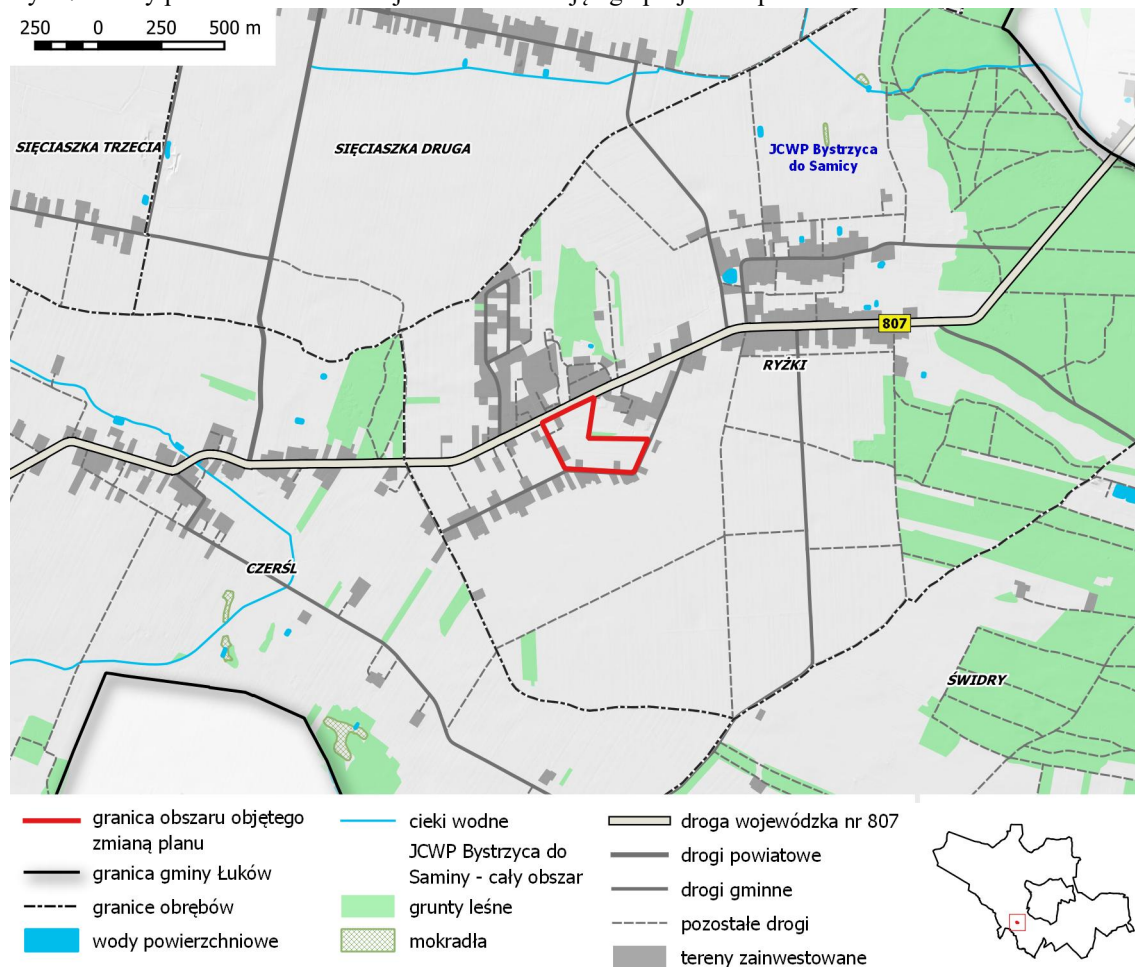 250 0 250 500 m
SIĘCIASZKA TRZECIA
SIĘCIASZKA DRUGA
JCWP Bystrzyca
do Samicy
807
RYŻKI
CZERŚL
ŚWIDRY
granica obszaru objętego
zmianą planu
granica gminy Łuków
granice obrębów
wody powierzchniowe
cieki wodne
JCWP Bystrzyca do
Saminy - cały obszar
grunty leśne
mokradła
droga wojewódzka nr 807
drogi powiatowe
drogi gminne
pozostałe drogi
tereny zainwestowane